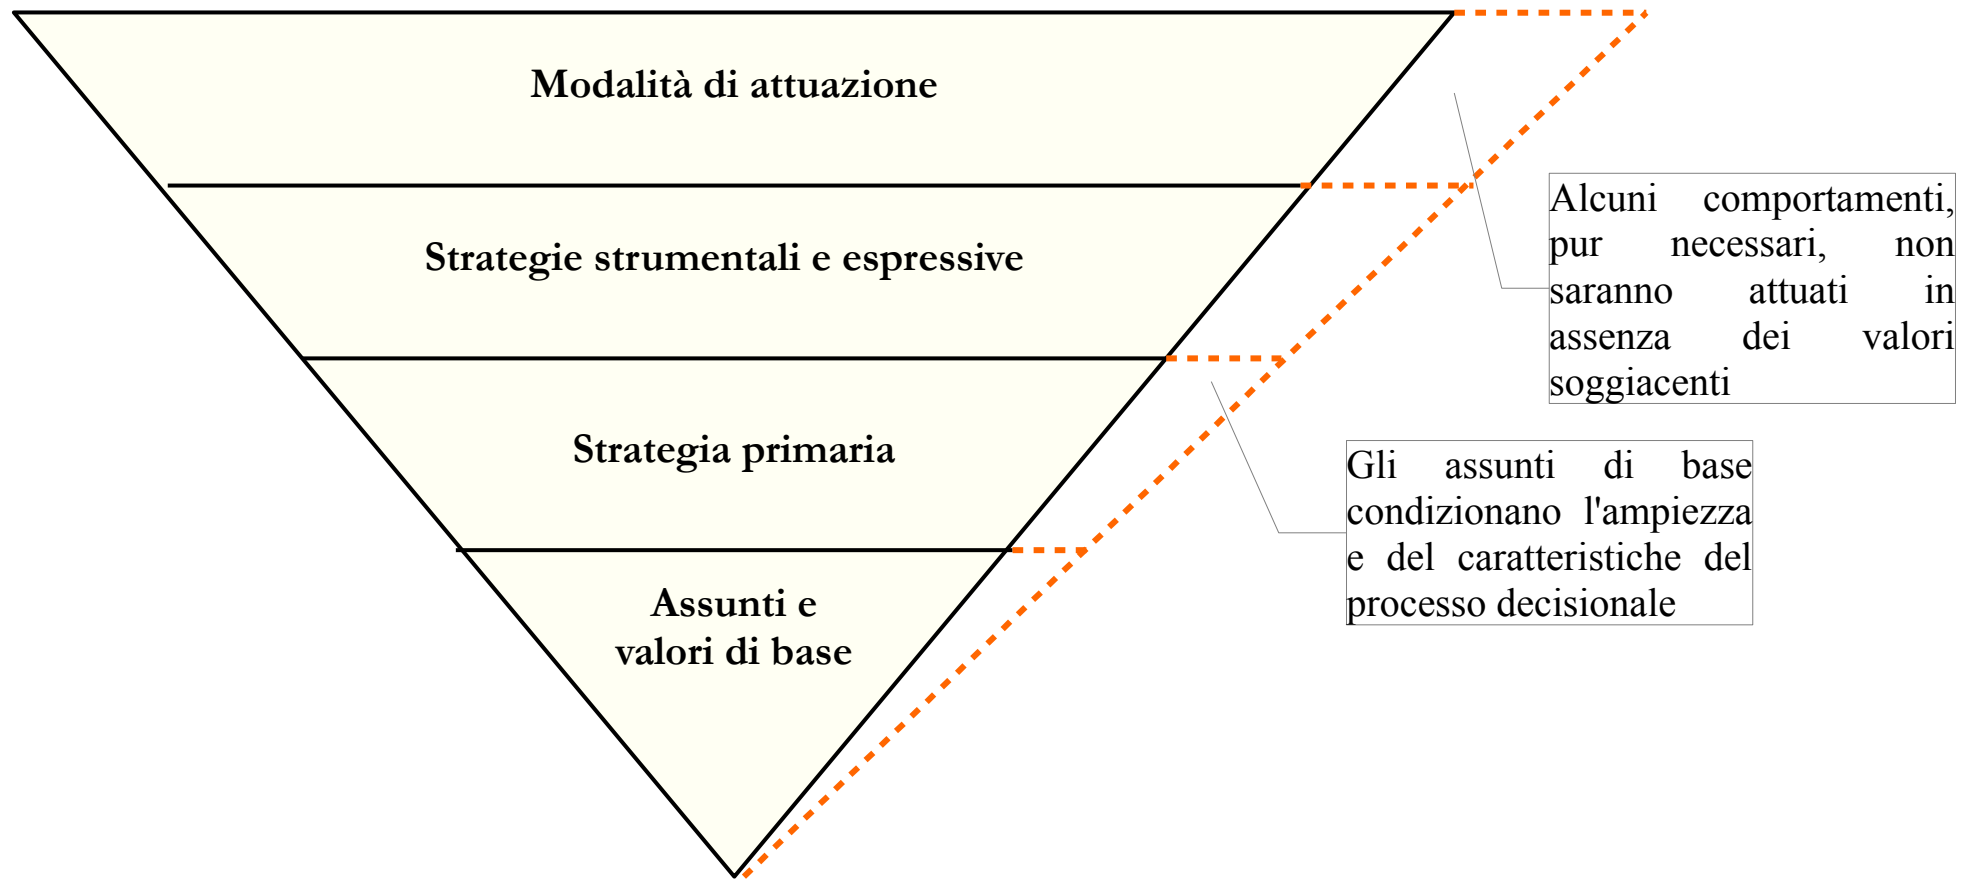 Modalità di attuazione
Strategie strumentali e espressive
Alcuni comportamenti,
pur necessari, non
saranno attuati in
assenza dei valori
soggiacenti
Strategia primaria
Gli assunti di base
condizionano l'ampiezza
e del caratteristiche del
processo decisionale
Assunti e
valori di base